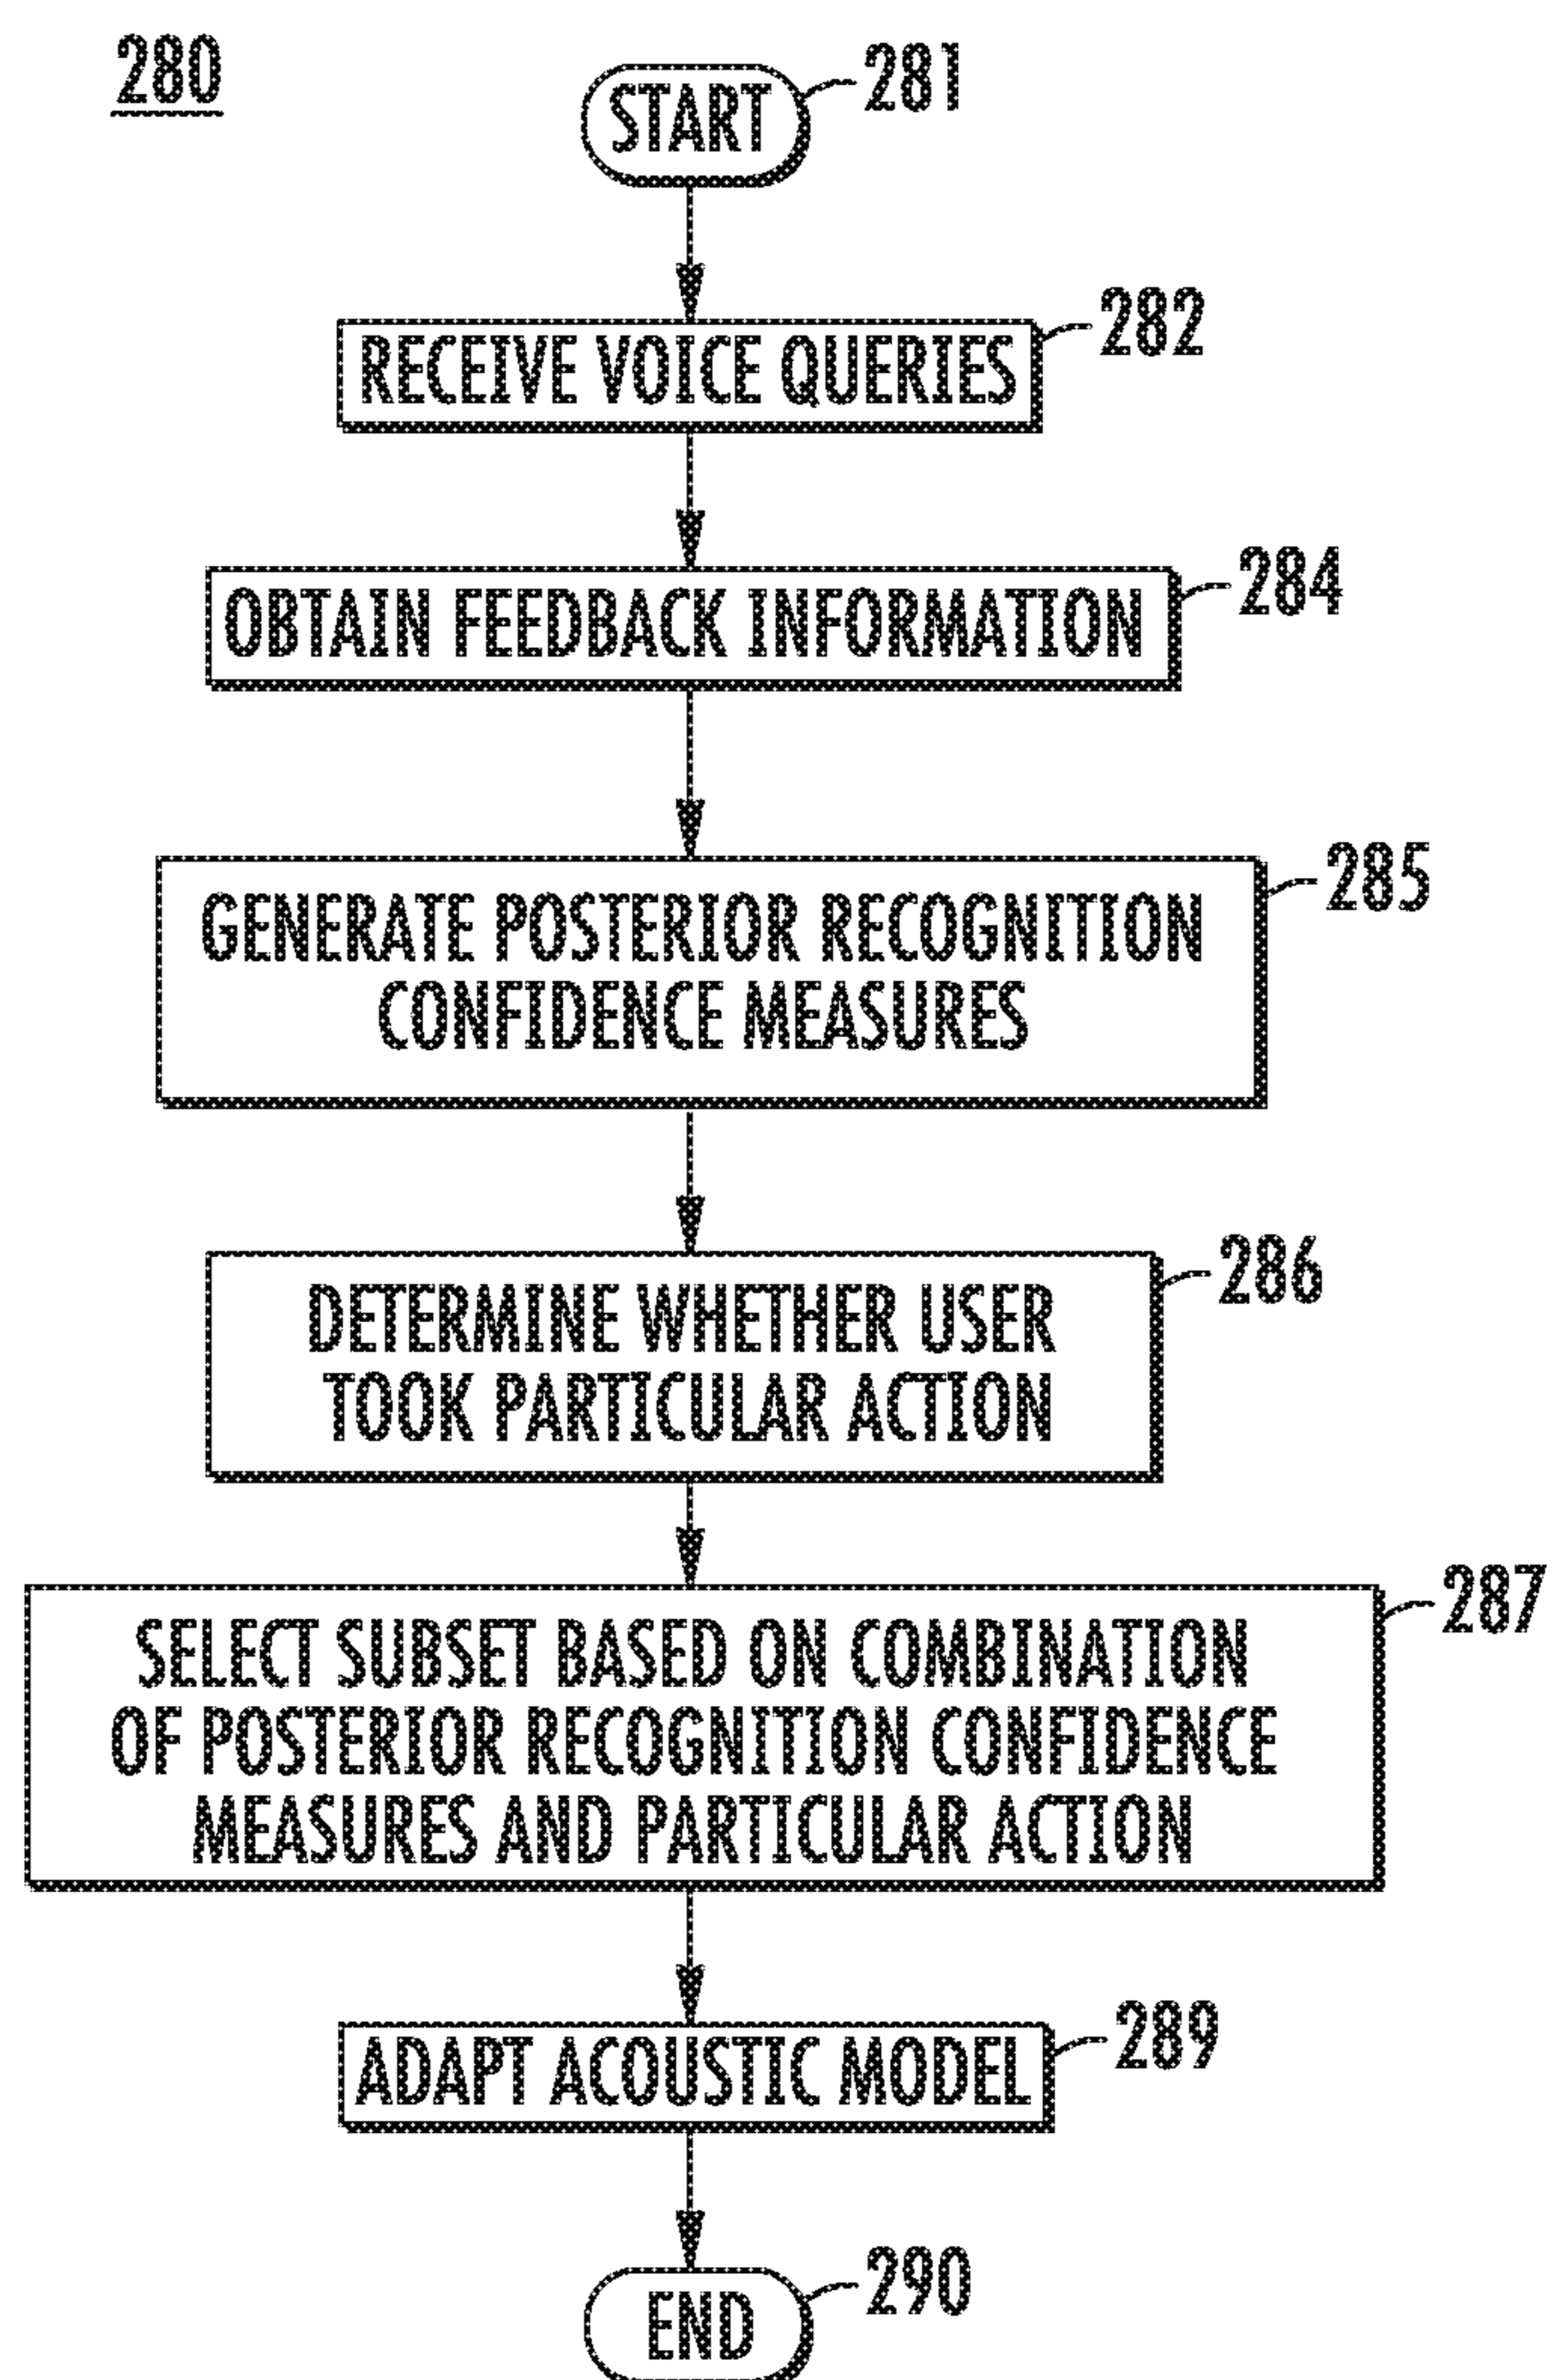 280
START
281
RECEIVE VOICE QUERIES
282
OBTAIN FEEDBACK INFORMATION
284
GENERATE POSTERIOR RECOGNITION
CONFIDENCE MEASURES
285
DETERMINE WHETHER USER
TOOK PARTICULAR ACTION
286
SELECT SUBSET BASED ON COMBINATION
OF POSTERIOR RECOGNITION CONFIDENCE
MEASURES AND PARTICULAR ACTION
287
ADAPT ACOUSTIC MODEL
289
END
290